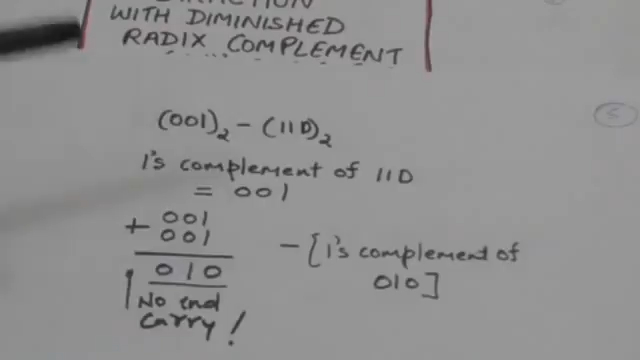 WITH DIMINISHED
RADIX COMPLEMENT
(001)₂ - (110)₂
1's complement of 110
= 001
001
+ 001
010
No end
carry!
- [1's complement of
010]